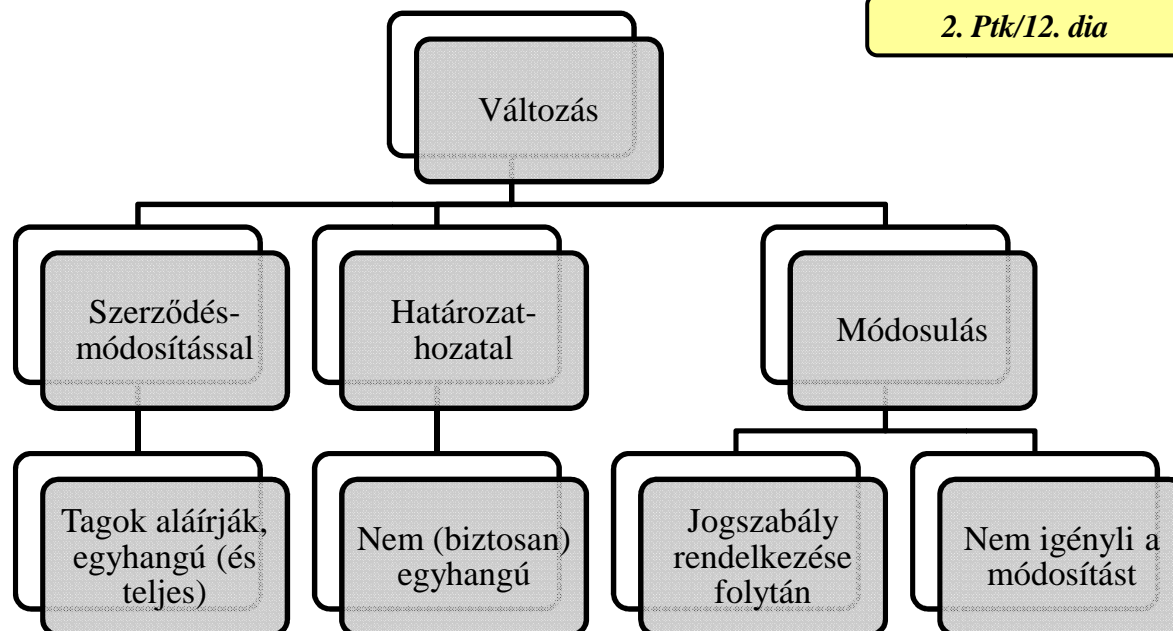 2. Ptk/12. dia
Változás
Szerződés-
módosítással
Határozat-
hozatal
Módosulás
Tagok aláírják,
egyhangú (és
teljes)
Nem (biztosan)
egyhangú
Jogszabály
rendelkezése
folytán
Nem igényli a
módosítást